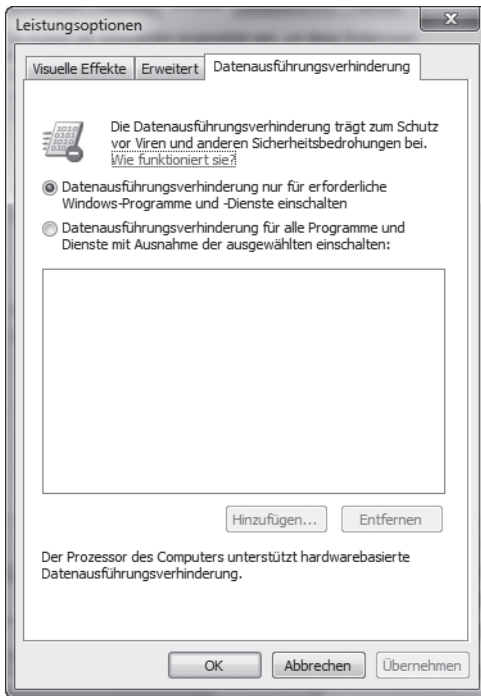 Leistungsoptionen
Visuelle Effekte
Erweitert
Datenausführungsverhinderung
Die Datenausführungsverhinderung trägt zum Schutz
vor Viren und anderen Sicherheitsbedrohungen bei.
Wie funktioniert sie?
Datenausführungsverhinderung nur für erforderliche
Windows-Programme und -Dienste einschalten
Datenausführungsverhinderung für alle Programme und
Dienste mit Ausnahme der ausgewählten einschalten:
Hinzufügen...
Entfernen
Der Prozessor des Computers unterstützt hardwarebasierte
Datenausführungsverhinderung.
OK
Abbrechen
Übernehmen